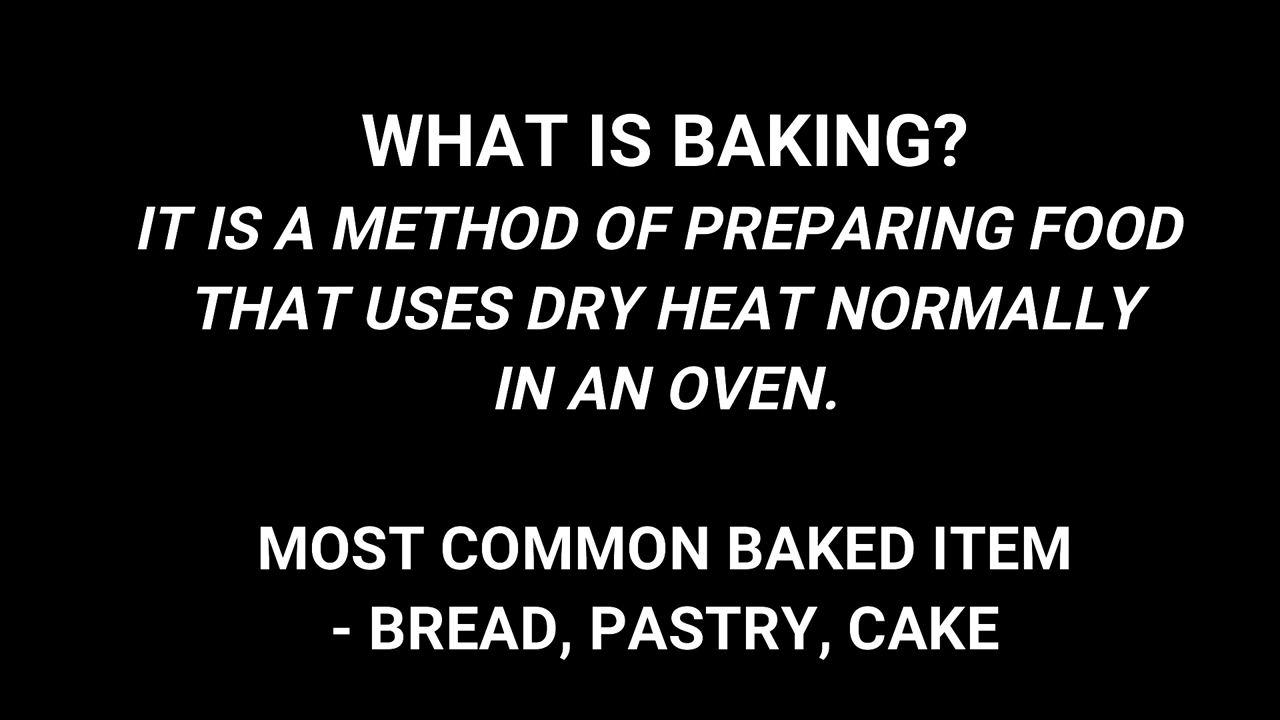 WHAT IS BAKING?
IT IS A METHOD OF PREPARING FOOD
THAT USES DRY HEAT NORMALLY
IN AN OVEN.
MOST COMMON BAKED ITEM
- BREAD, PASTRY, CAKE